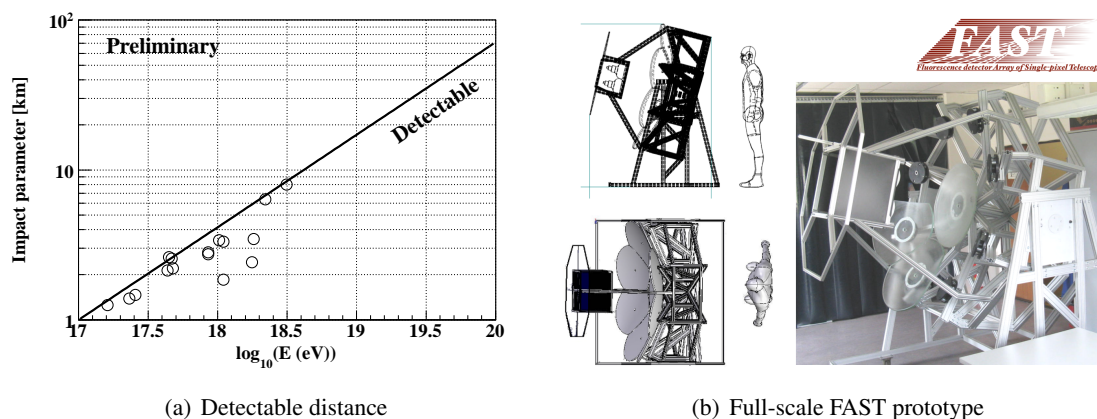 10²
Preliminary
Detectable
10
1
17
17.5
18
18.5
19
19.5
20
Impact parameter [km]
log₁₀(E (eV))
(a) Detectable distance
FAST
Fluorescence detector Array of Single-pixel Telescop
(b) Full-scale FAST prototype